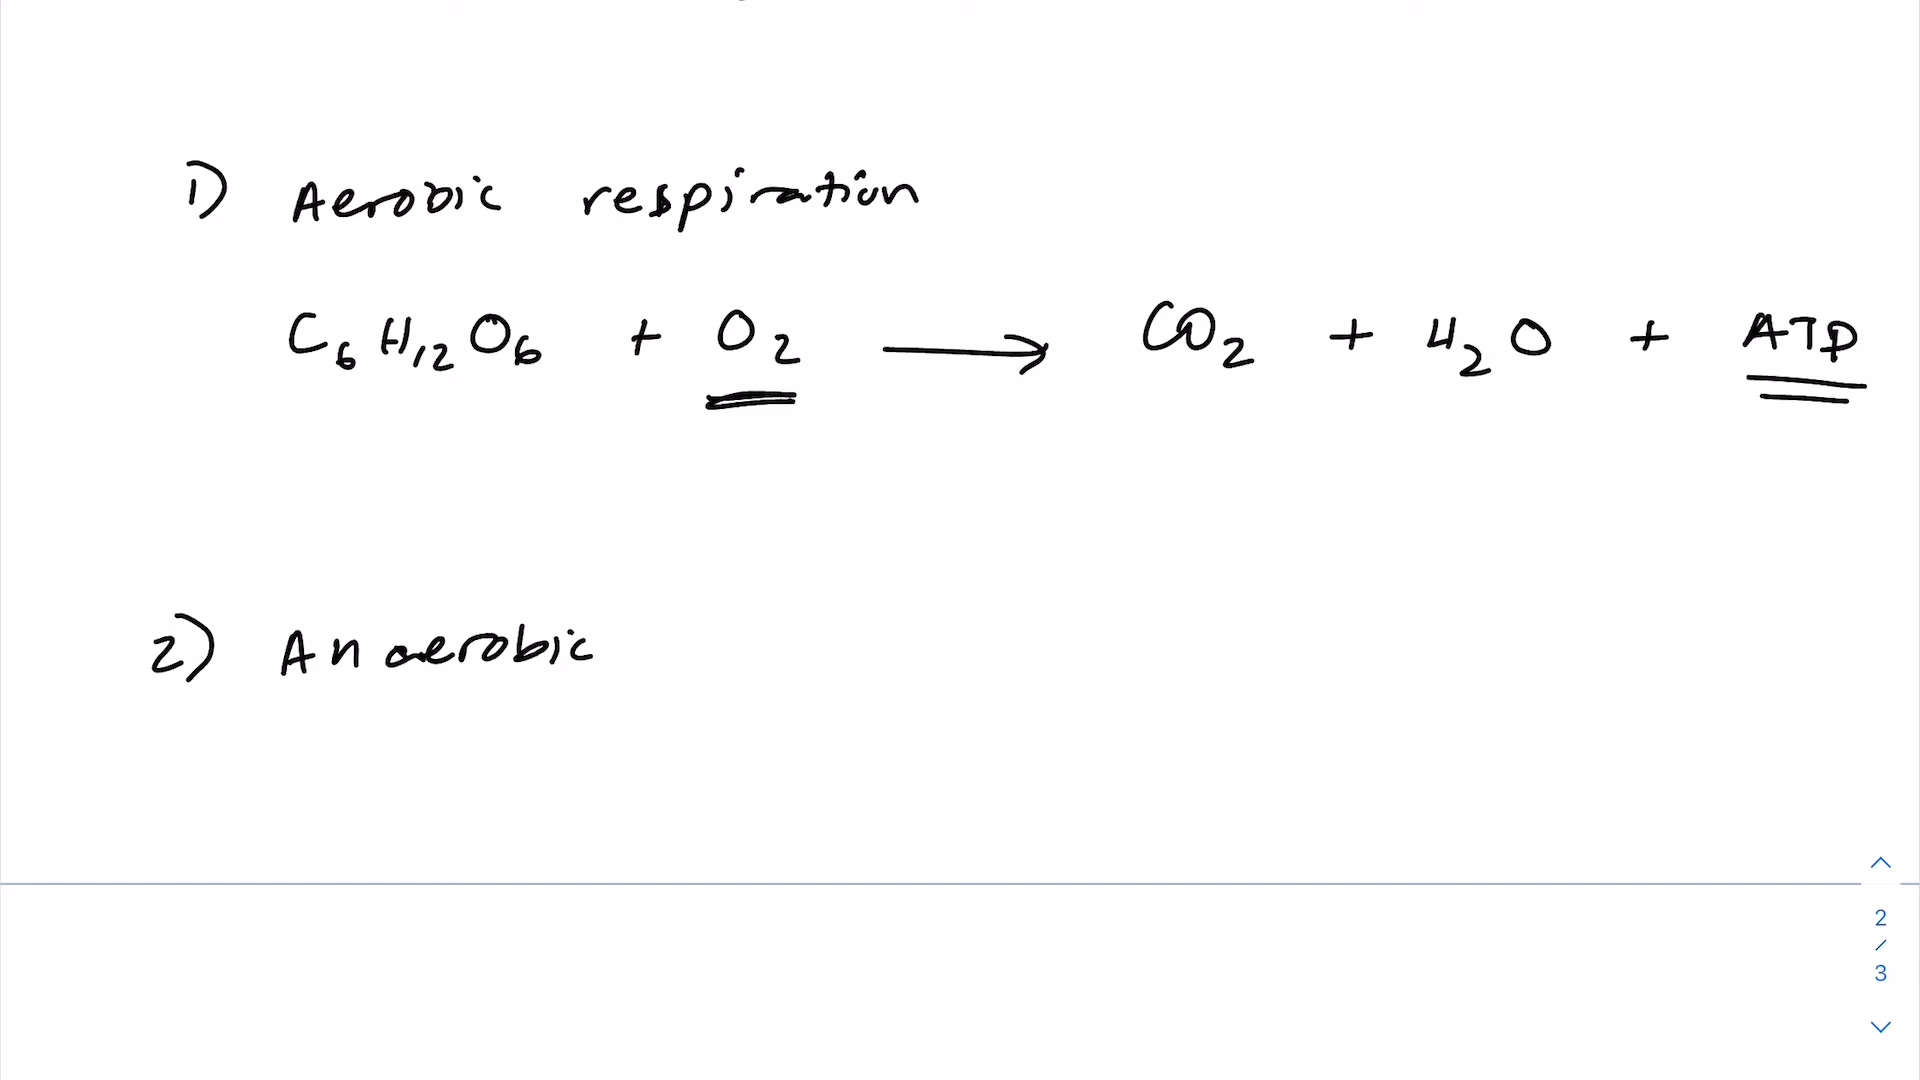 1) Aerobic respiration
C₆H₁₂O₆ + O₂ ⟶ CO₂ + H₂O + ATP
2) Anaerobic
2
/
3